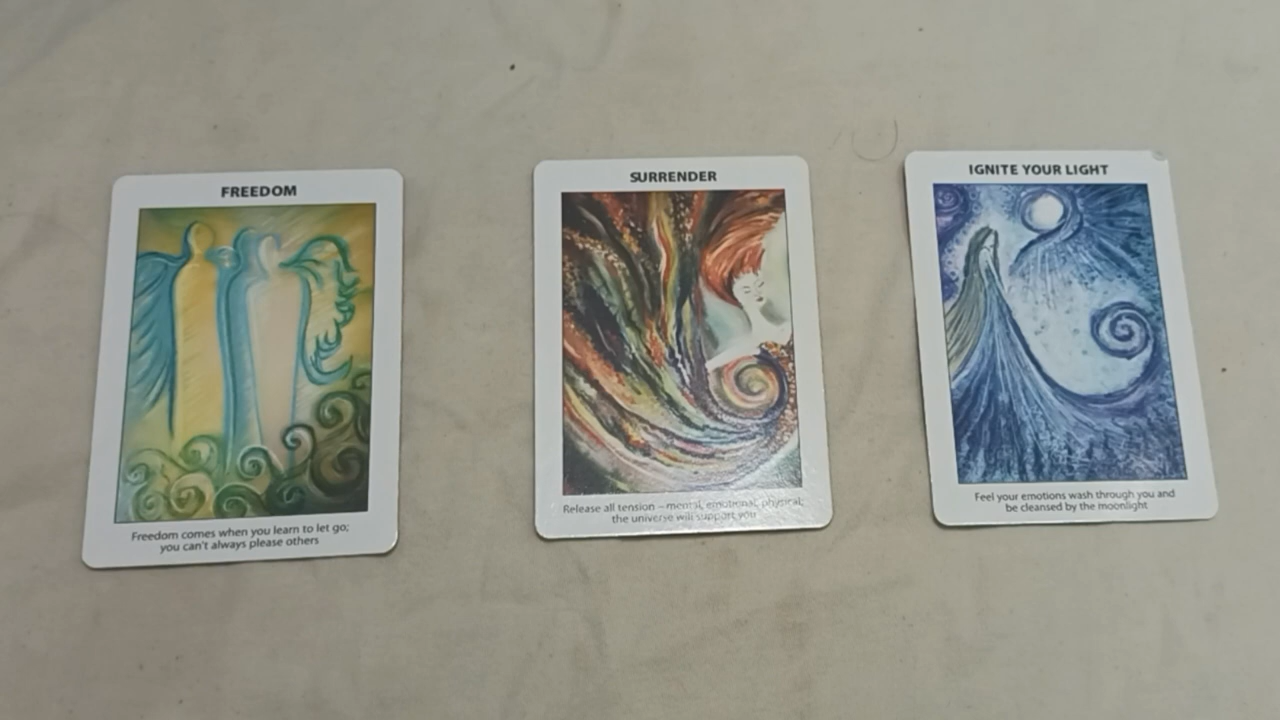 FREEDOM
Freedom comes when you learn to let go;
you can't always please others
SURRENDER
Release all tension – mental, emotional, physical;
the universe will support you
IGNITE YOUR LIGHT
Feel your emotions wash through you and
be cleansed by the moonlight